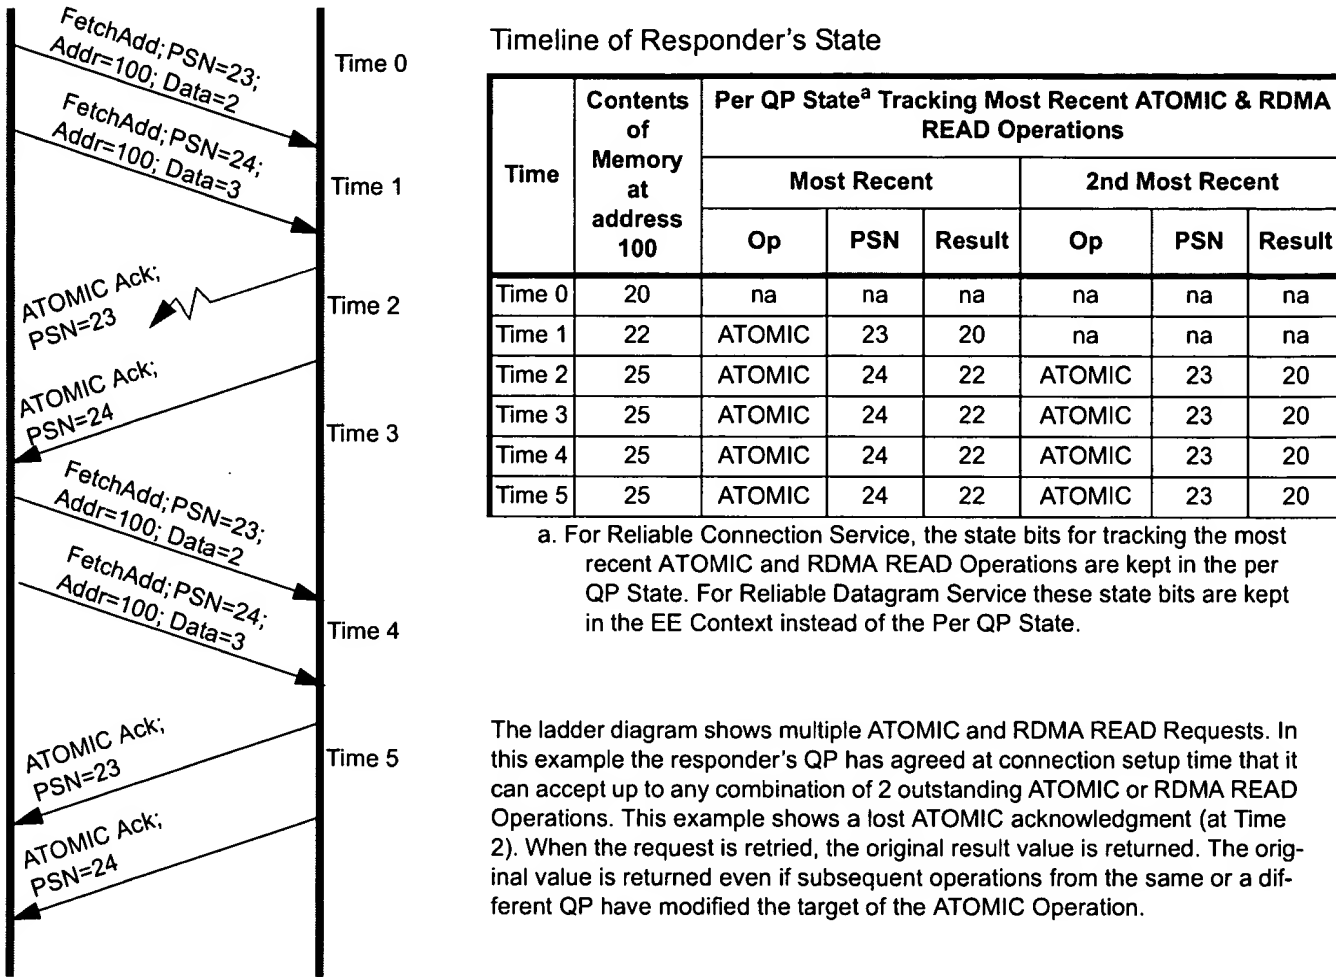 FetchAdd; PSN=23;
Addr=100; Data=2
Time 0
FetchAdd; PSN=24;
Addr=100; Data=3
Time 1
ATOMIC Ack;
PSN=23
Time 2
ATOMIC Ack;
PSN=24
Time 3
FetchAdd; PSN=23;
Addr=100; Data=2
FetchAdd; PSN=24;
Addr=100; Data=3
Time 4
ATOMIC Ack;
PSN=23
Time 5
ATOMIC Ack;
PSN=24
Timeline of Responder's State
Time
Contents
of
Memory
at
address
100
Per QP Stateª Tracking Most Recent ATOMIC & RDMA
READ Operations
Most Recent 2nd Most Recent
Op PSN Result Op PSN Result
Time 0 20 na na na na na na
Time 1 22 ATOMIC 23 20 na na na
Time 2 25 ATOMIC 24 22 ATOMIC 23 20
Time 3 25 ATOMIC 24 22 ATOMIC 23 20
Time 4 25 ATOMIC 24 22 ATOMIC 23 20
Time 5 25 ATOMIC 24 22 ATOMIC 23 20
a. For Reliable Connection Service, the state bits for tracking the most
recent ATOMIC and RDMA READ Operations are kept in the per
QP State. For Reliable Datagram Service these state bits are kept
in the EE Context instead of the Per QP State.
The ladder diagram shows multiple ATOMIC and RDMA READ Requests. In
this example the responder's QP has agreed at connection setup time that it
can accept up to any combination of 2 outstanding ATOMIC or RDMA READ
Operations. This example shows a lost ATOMIC acknowledgment (at Time
2). When the request is retried, the original result value is returned. The orig-
inal value is returned even if subsequent operations from the same or a dif-
ferent QP have modified the target of the ATOMIC Operation.